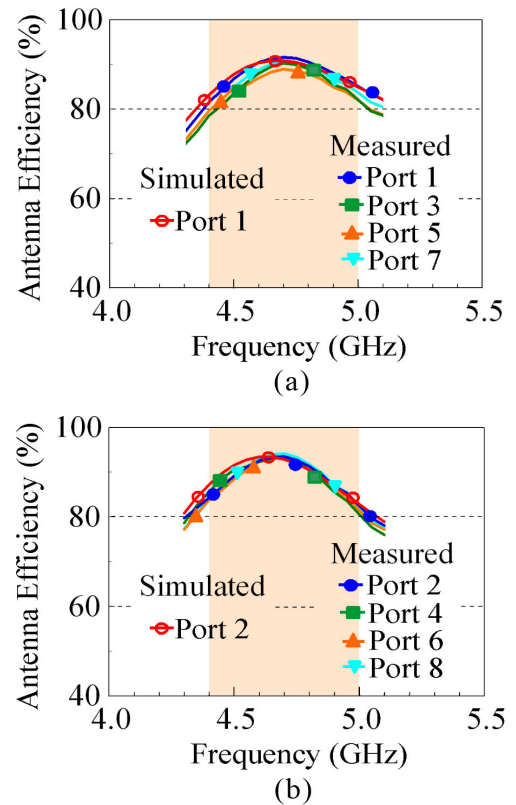 Antenna Efficiency (%)
100
80
60
40
Simulated
Port 1
Measured
Port 1
Port 3
Port 5
Port 7
4.0 4.5 5.0 5.5
Frequency (GHz)
(a)
Antenna Efficiency (%)
100
80
60
40
Simulated
Port 2
Measured
Port 2
Port 4
Port 6
Port 8
4.0 4.5 5.0 5.5
Frequency (GHz)
(b)